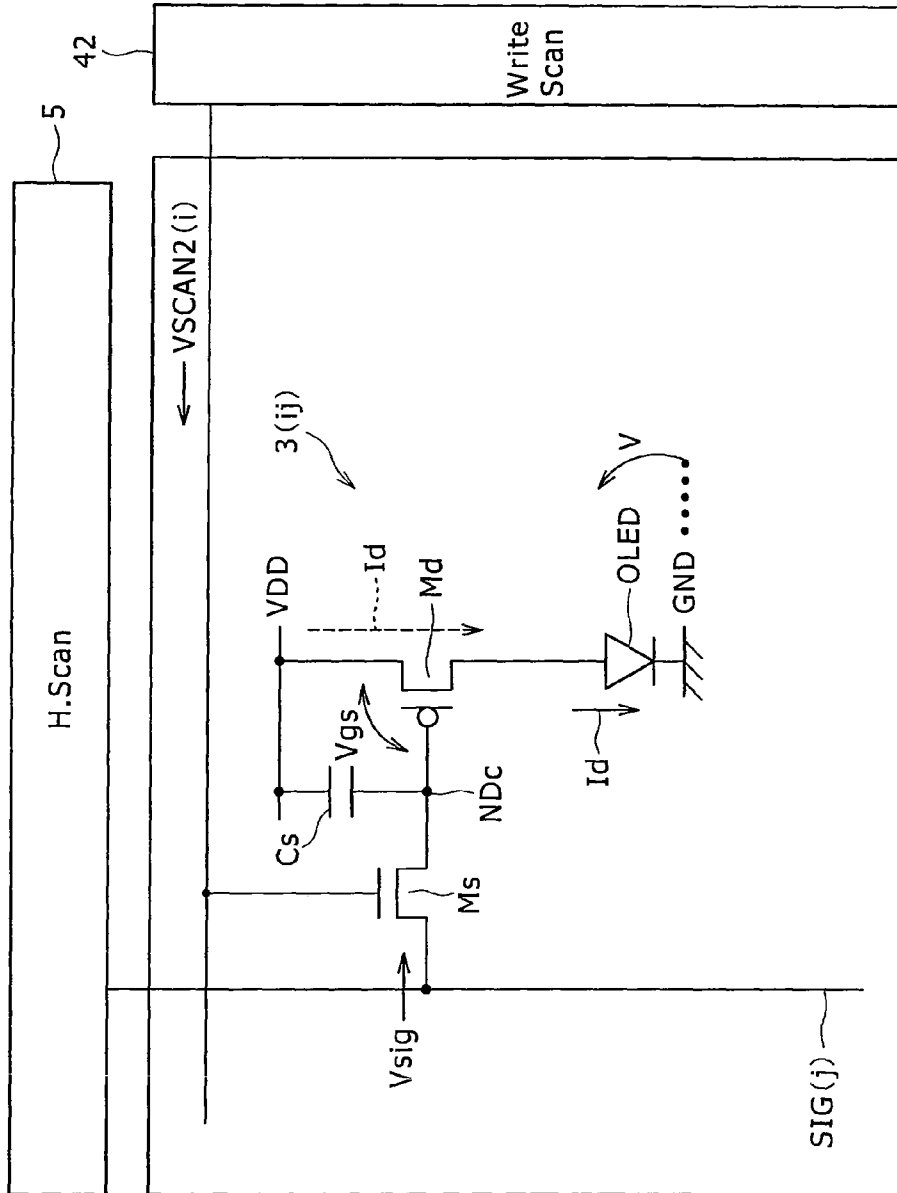 H.Scan
5
42
Write
Scan
VSCAN2(i)
3(ij)
VDD
Id
Vgs
Md
Cs
NDc
Ms
Vsig
Id
OLED
V
GND
SIG(j)